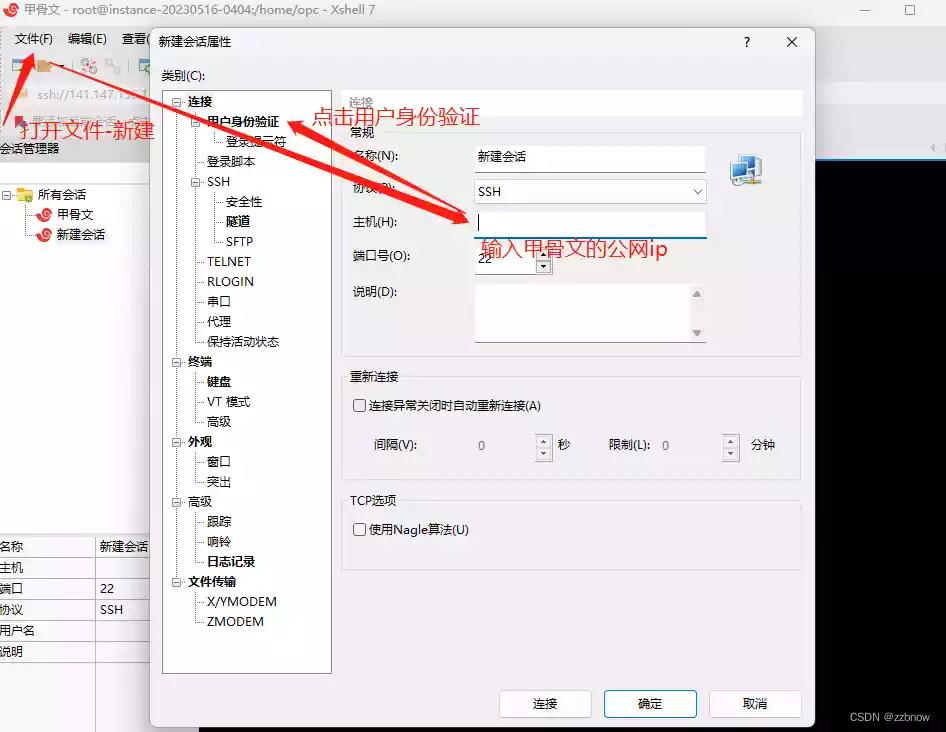 甲骨文 - root@instance-20230516-0404:/home/opc - Xshell 7
文件(F) 编辑(E) 查看(
ssh://141.147.156.1
打开文件-新建
会话管理器
所有会话
甲骨文
新建会话
名称 新建会话
主机
端口 22
协议 SSH
用户名
说明
新建会话属性 ?
类别(C):
连接
用户身份验证
登录提示符
登录脚本
SSH
安全性
隧道
SFTP
TELNET
RLOGIN
串口
代理
保持活动状态
终端
键盘
VT 模式
高级
外观
窗口
突出
高级
跟踪
响铃
日志记录
文件传输
X/YMODEM
ZMODEM
连接
点击用户身份验证
常规
名称(N): 新建会话
协议(P): SSH
主机(H):
输入甲骨文的公网ip
端口号(O): 22
说明(D):
重新连接
连接异常关闭时自动重新连接(A)
间隔(V): 0 秒 限制(L): 0 分钟
TCP选项
使用Nagle算法(U)
连接 确定 取消
CSDN @zzbnow